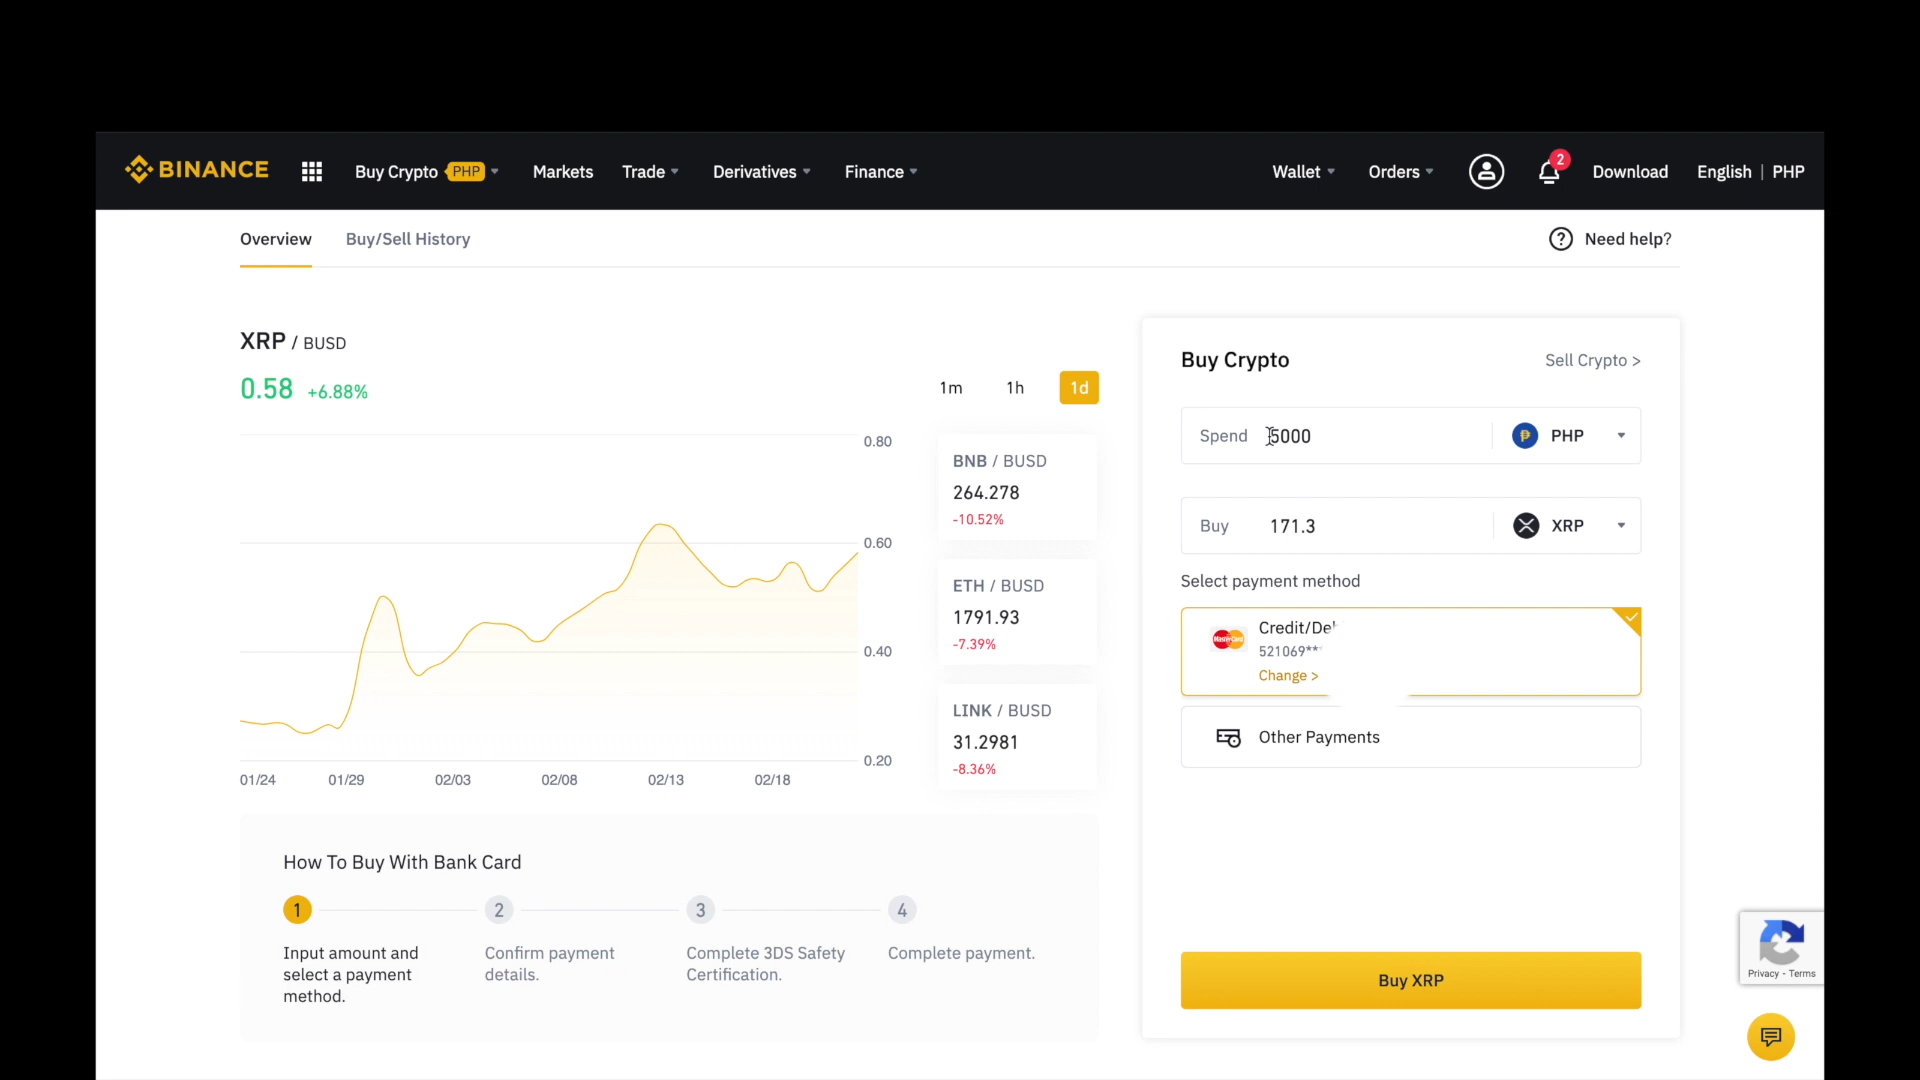 BINANCE
Buy Crypto PHP
Markets
Trade
Derivatives
Finance
Wallet
Orders
2
Download
English | PHP
Overview
Buy/Sell History
Need help?
XRP / BUSD
0.58 +6.88%
1m 1h 1d
0.80
0.60
0.40
0.20
01/24 01/29 02/03 02/08 02/13 02/18
BNB / BUSD
264.278
-10.52%
ETH / BUSD
1791.93
-7.39%
LINK / BUSD
31.2981
-8.36%
How To Buy With Bank Card
1
Input amount and
select a payment
method.
2
Confirm payment
details.
3
Complete 3DS Safety
Certification.
4
Complete payment.
Buy Crypto
Sell Crypto >
Spend 5000 PHP
Buy 171.3 XRP
Select payment method
MasterCard
521069**
Change >
Other Payments
Buy XRP
Privacy - Terms